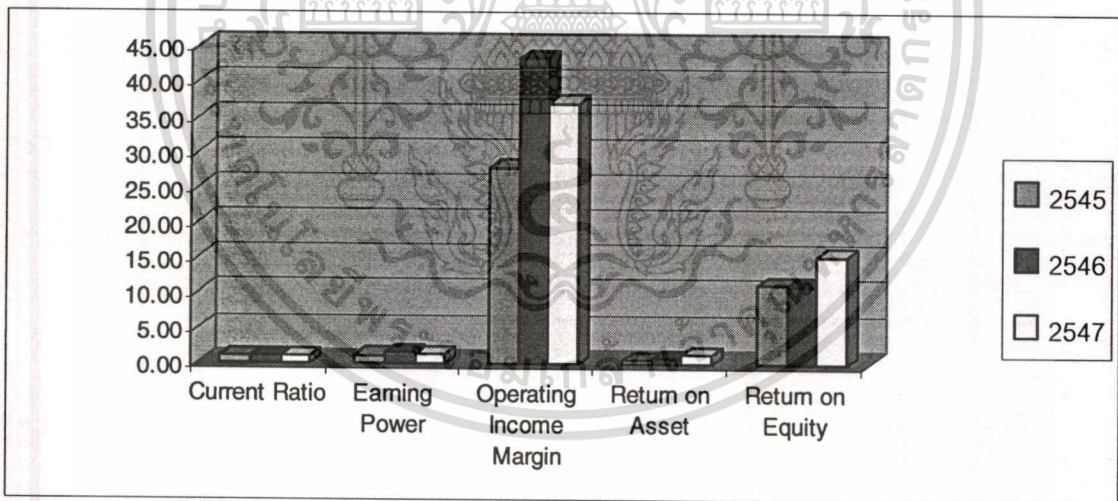 45.00
40.00
35.00
30.00
25.00
20.00
15.00
10.00
5.00
0.00
Current Ratio
Earning
Power
Operating
Income
Margin
Return on
Asset
Return on
Equity
2545
2546
2547